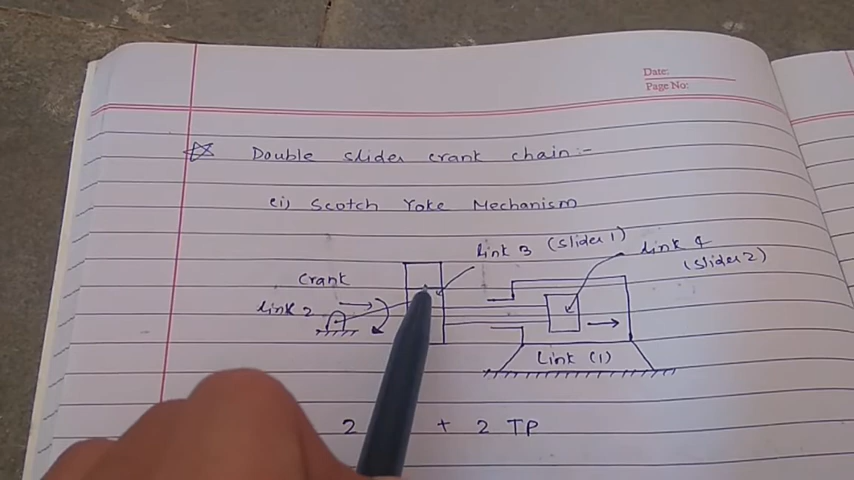 Date:
Page No:
Double slider crank chain:-
(i) Scotch Yoke Mechanism
Link 3 (Slider 1)
Link 4
(Slider 2)
Crank
Link 2
Link (1)
2 + 2 TP